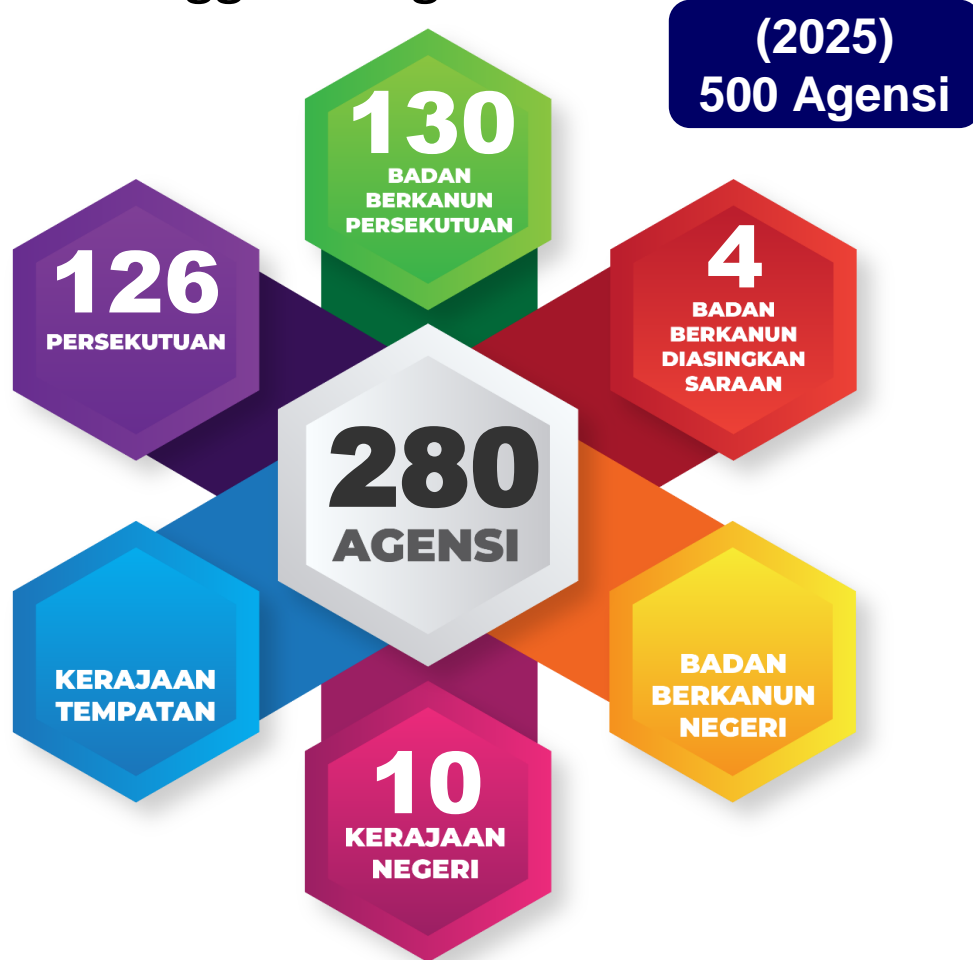 (2025)
500 Agensi
130
BADAN
BERKANUN
PERSEKUTUAN
126
PERSEKUTUAN
4
BADAN
BERKANUN
DIASINGKAN
SARAAN
280
AGENSI
KERAJAAN
TEMPATAN
BADAN
BERKANUN
NEGERI
10
KERAJAAN
NEGERI